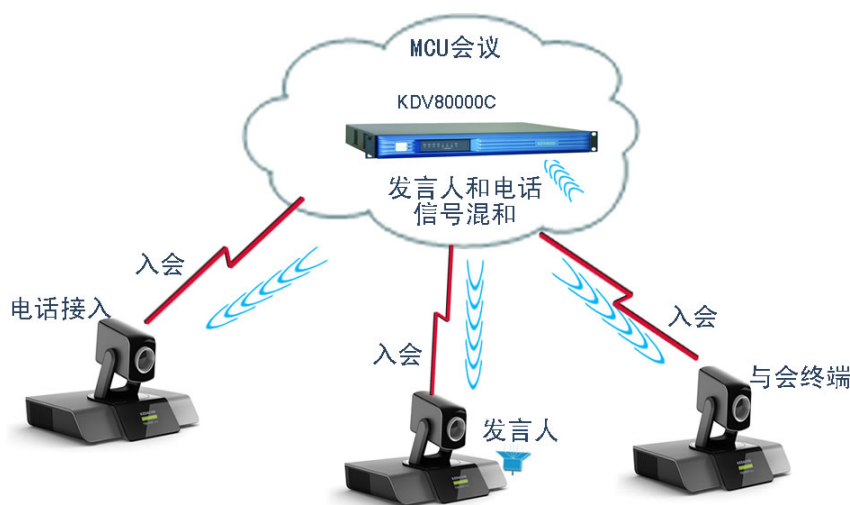 MCU会议
KDV80000C
发言人和电话
信号混和
入会
电话接入
入会
入会
与会终端
发言人